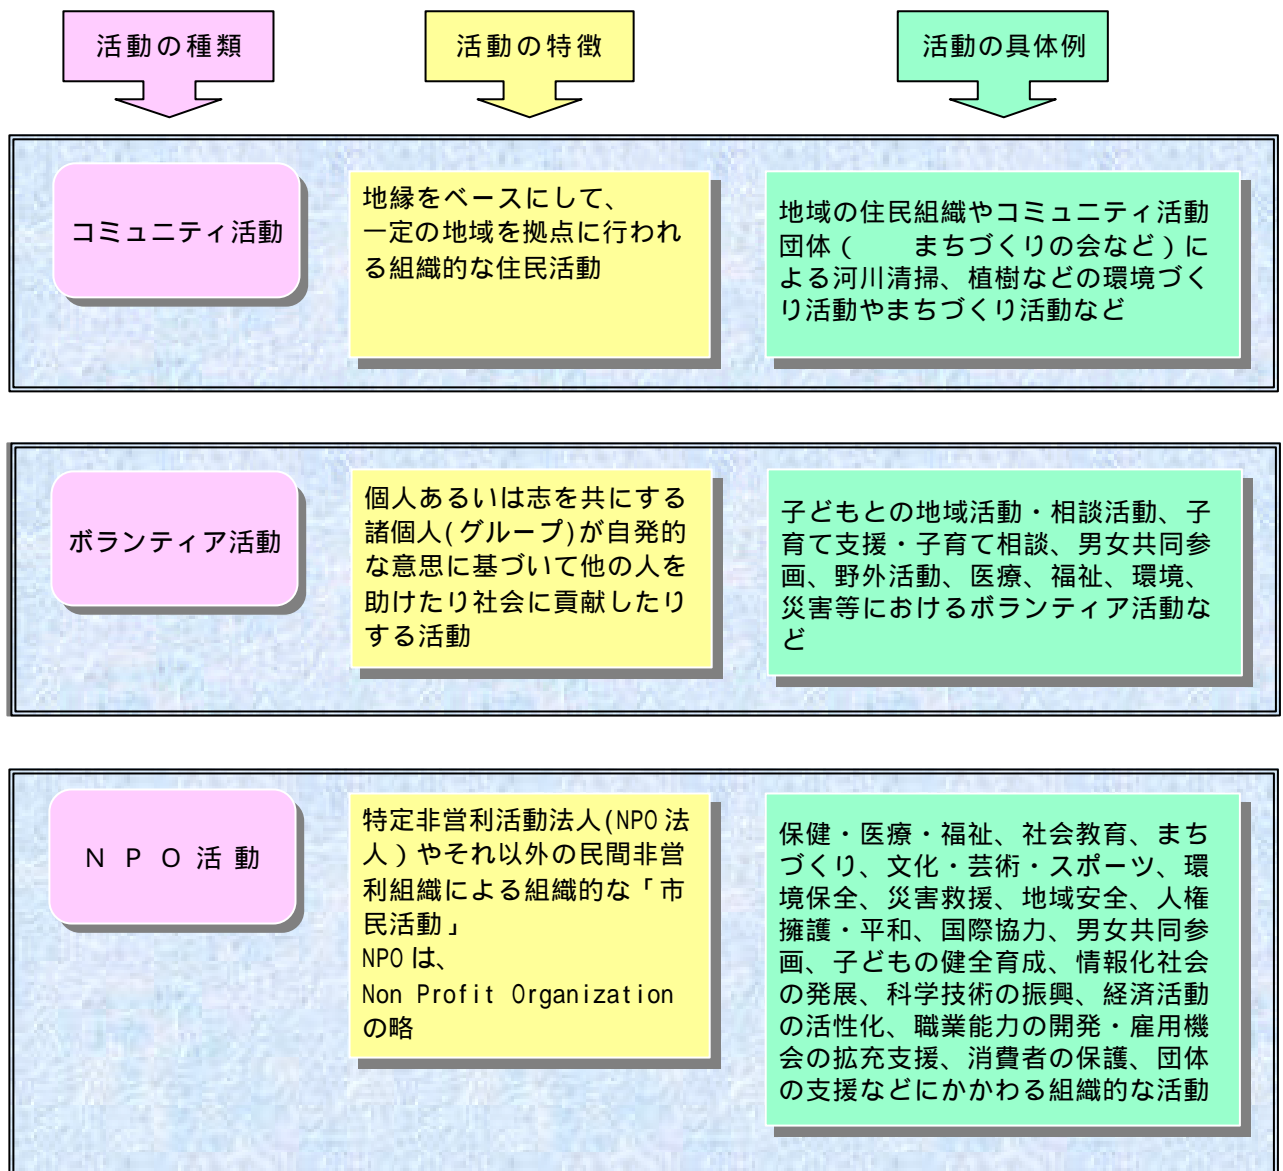 活動の種類
活動の特徴
活動の具体例
コミュニティ活動
地縁をベースにして、
一定の地域を拠点に行われ
る組織的な住民活動
地域の住民組織やコミュニティ活動
団体(　　まちづくりの会など)に
よる河川清掃、植樹などの環境づく
り活動やまちづくり活動など
ボランティア活動
個人あるいは志を共にする
諸個人(グループ)が自発的
な意思に基づいて他の人を
助けたり社会に貢献したり
する活動
子どもとの地域活動・相談活動、子
育て支援・子育て相談、男女共同参
画、野外活動、医療、福祉、環境、
災害等におけるボランティア活動な
ど
ＮＰＯ活動
特定非営利活動法人(NPO法
人)やそれ以外の民間非営
利組織による組織的な「市
民活動」
NPOは、
Non Profit Organization
の略
保健・医療・福祉、社会教育、まち
づくり、文化・芸術・スポーツ、環
境保全、災害救援、地域安全、人権
擁護・平和、国際協力、男女共同参
画、子どもの健全育成、情報化社会
の発展、科学技術の振興、経済活動
の活性化、職業能力の開発・雇用機
会の拡充支援、消費者の保護、団体
の支援などにかかわる組織的な活動